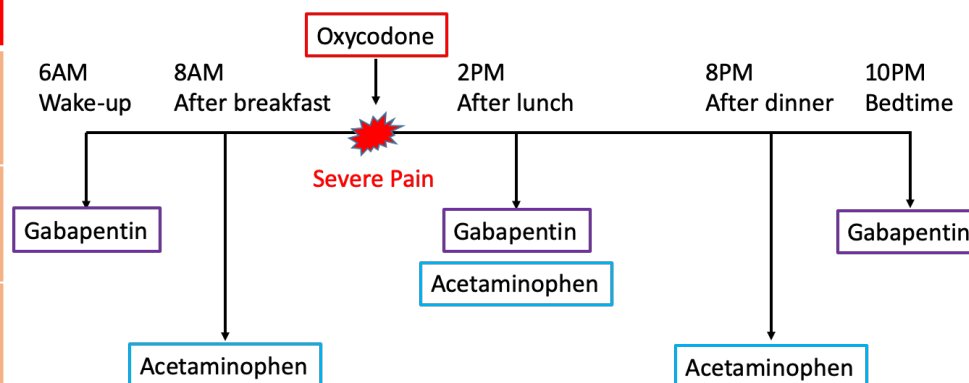 Oxycodone
6AM
Wake-up
8AM
After breakfast
2PM
After lunch
8PM
After dinner
10PM
Bedtime
Severe Pain
Gabapentin
Gabapentin
Gabapentin
Acetaminophen
Acetaminophen
Acetaminophen